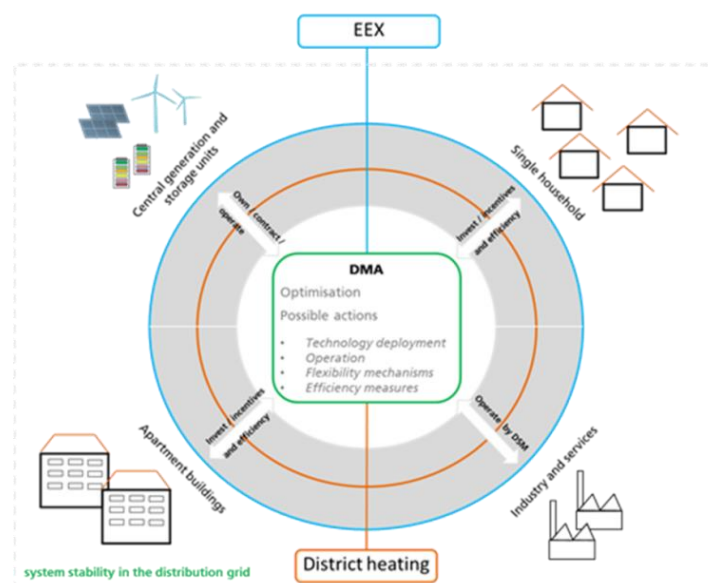 EEX
Central generation and
storage units
Single household
Own / contract /
operate
Invest / incentives
and efficiency
DMA
Optimisation
Possible actions
• Technology deployment
• Operation
• Flexibility mechanisms
• Efficiency measures
Invest / incentives
and efficiency
Operate by DSM
Apartment buildings
Industry and services
system stability in the distribution grid
District heating